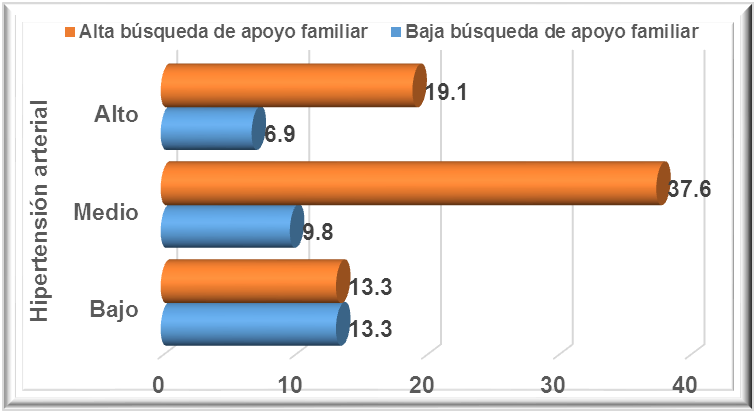 Alta búsqueda de apoyo familiar Baja búsqueda de apoyo familiar
Hipertensión arterial
Alto
19.1
6.9
Medio
37.6
9.8
Bajo
13.3
13.3
0 10 20 30 40